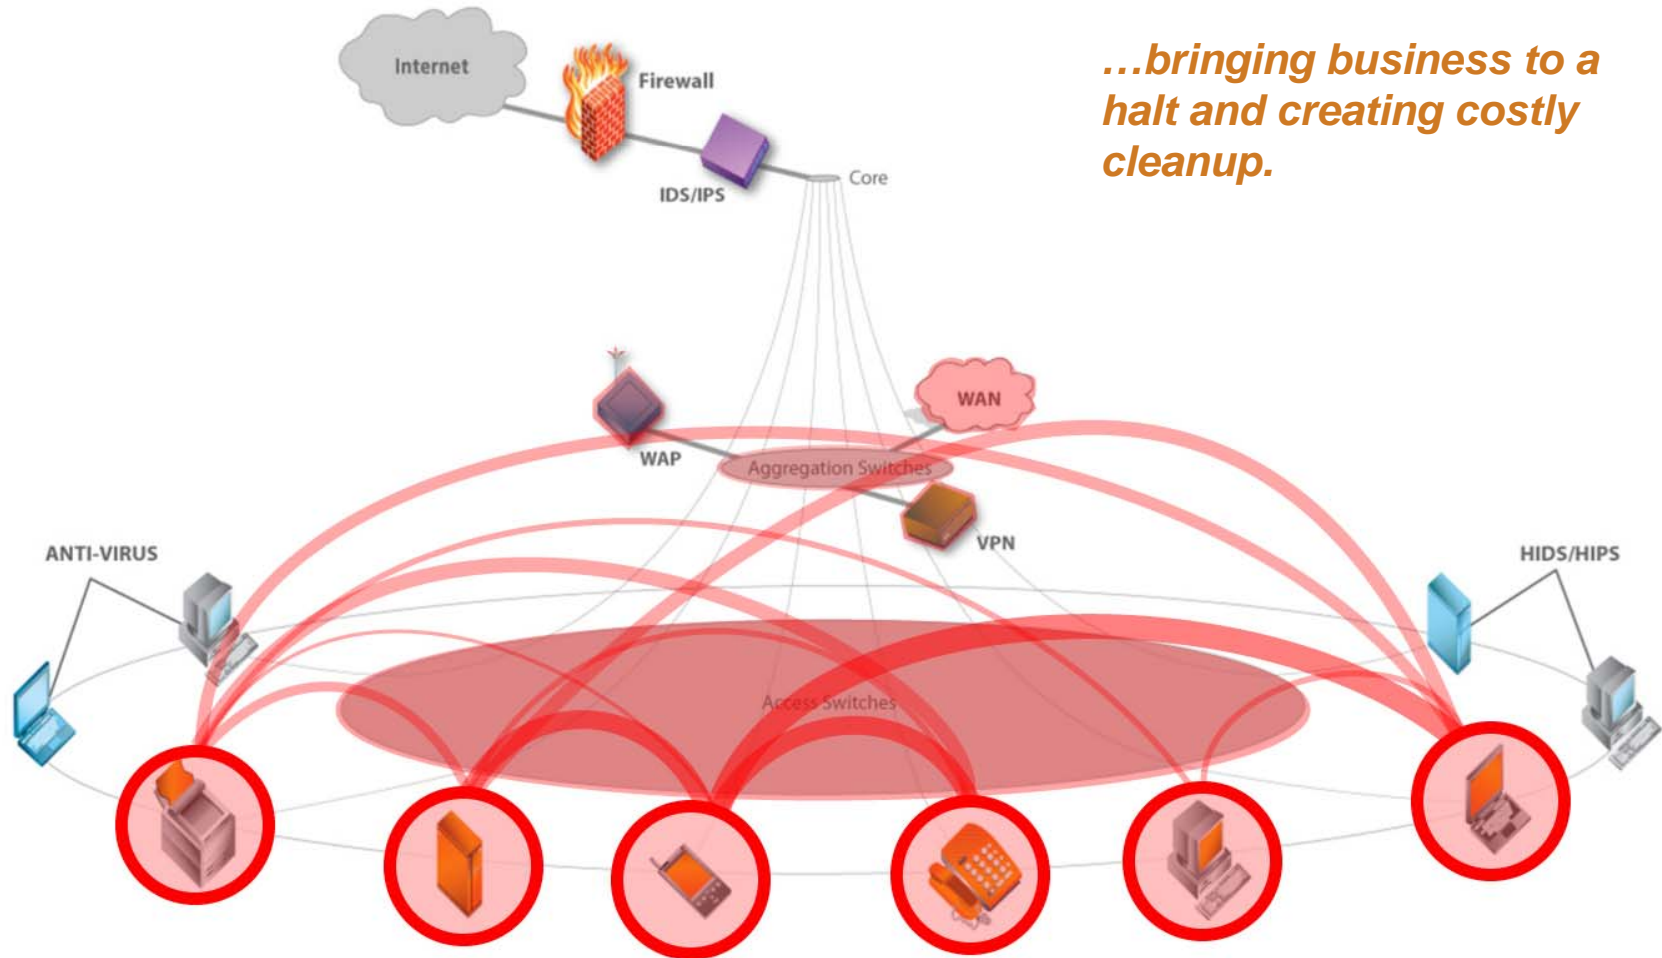 Internet
Firewall
…bringing business to a
halt and creating costly
cleanup.
IDS/IPS
Core
WAN
WAP
Aggregation Switches
VPN
ANTI-VIRUS
HIDS/HIPS
Access Switches